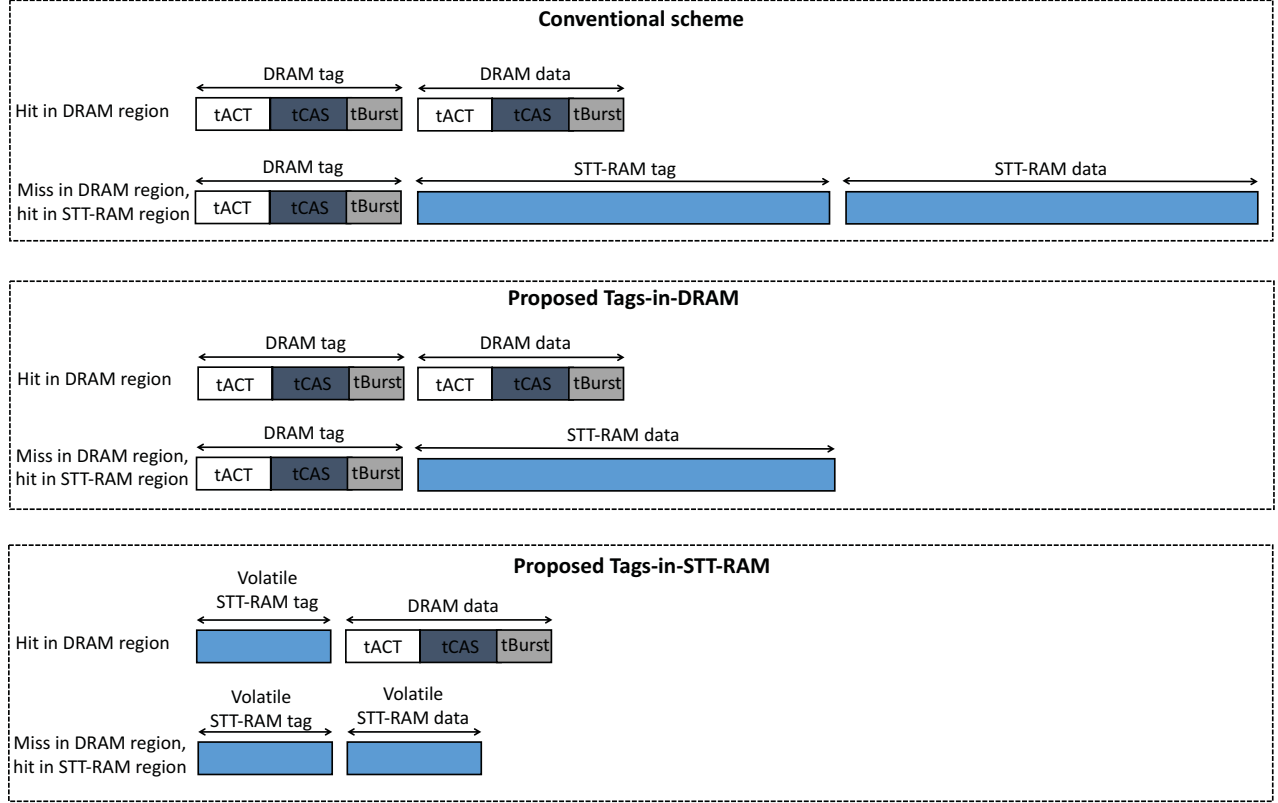 Conventional scheme
DRAM tag
DRAM data
Hit in DRAM region
tACT
tCAS
tBurst
tACT
tCAS
tBurst
DRAM tag
STT-RAM tag
STT-RAM data
Miss in DRAM region,
hit in STT-RAM region
tACT
tCAS
tBurst
Proposed Tags-in-DRAM
DRAM tag
DRAM data
Hit in DRAM region
tACT
tCAS
tBurst
tACT
tCAS
tBurst
DRAM tag
STT-RAM data
Miss in DRAM region,
hit in STT-RAM region
tACT
tCAS
tBurst
Proposed Tags-in-STT-RAM
Volatile
STT-RAM tag
DRAM data
Hit in DRAM region
tACT
tCAS
tBurst
Volatile
STT-RAM tag
Volatile
STT-RAM data
Miss in DRAM region,
hit in STT-RAM region